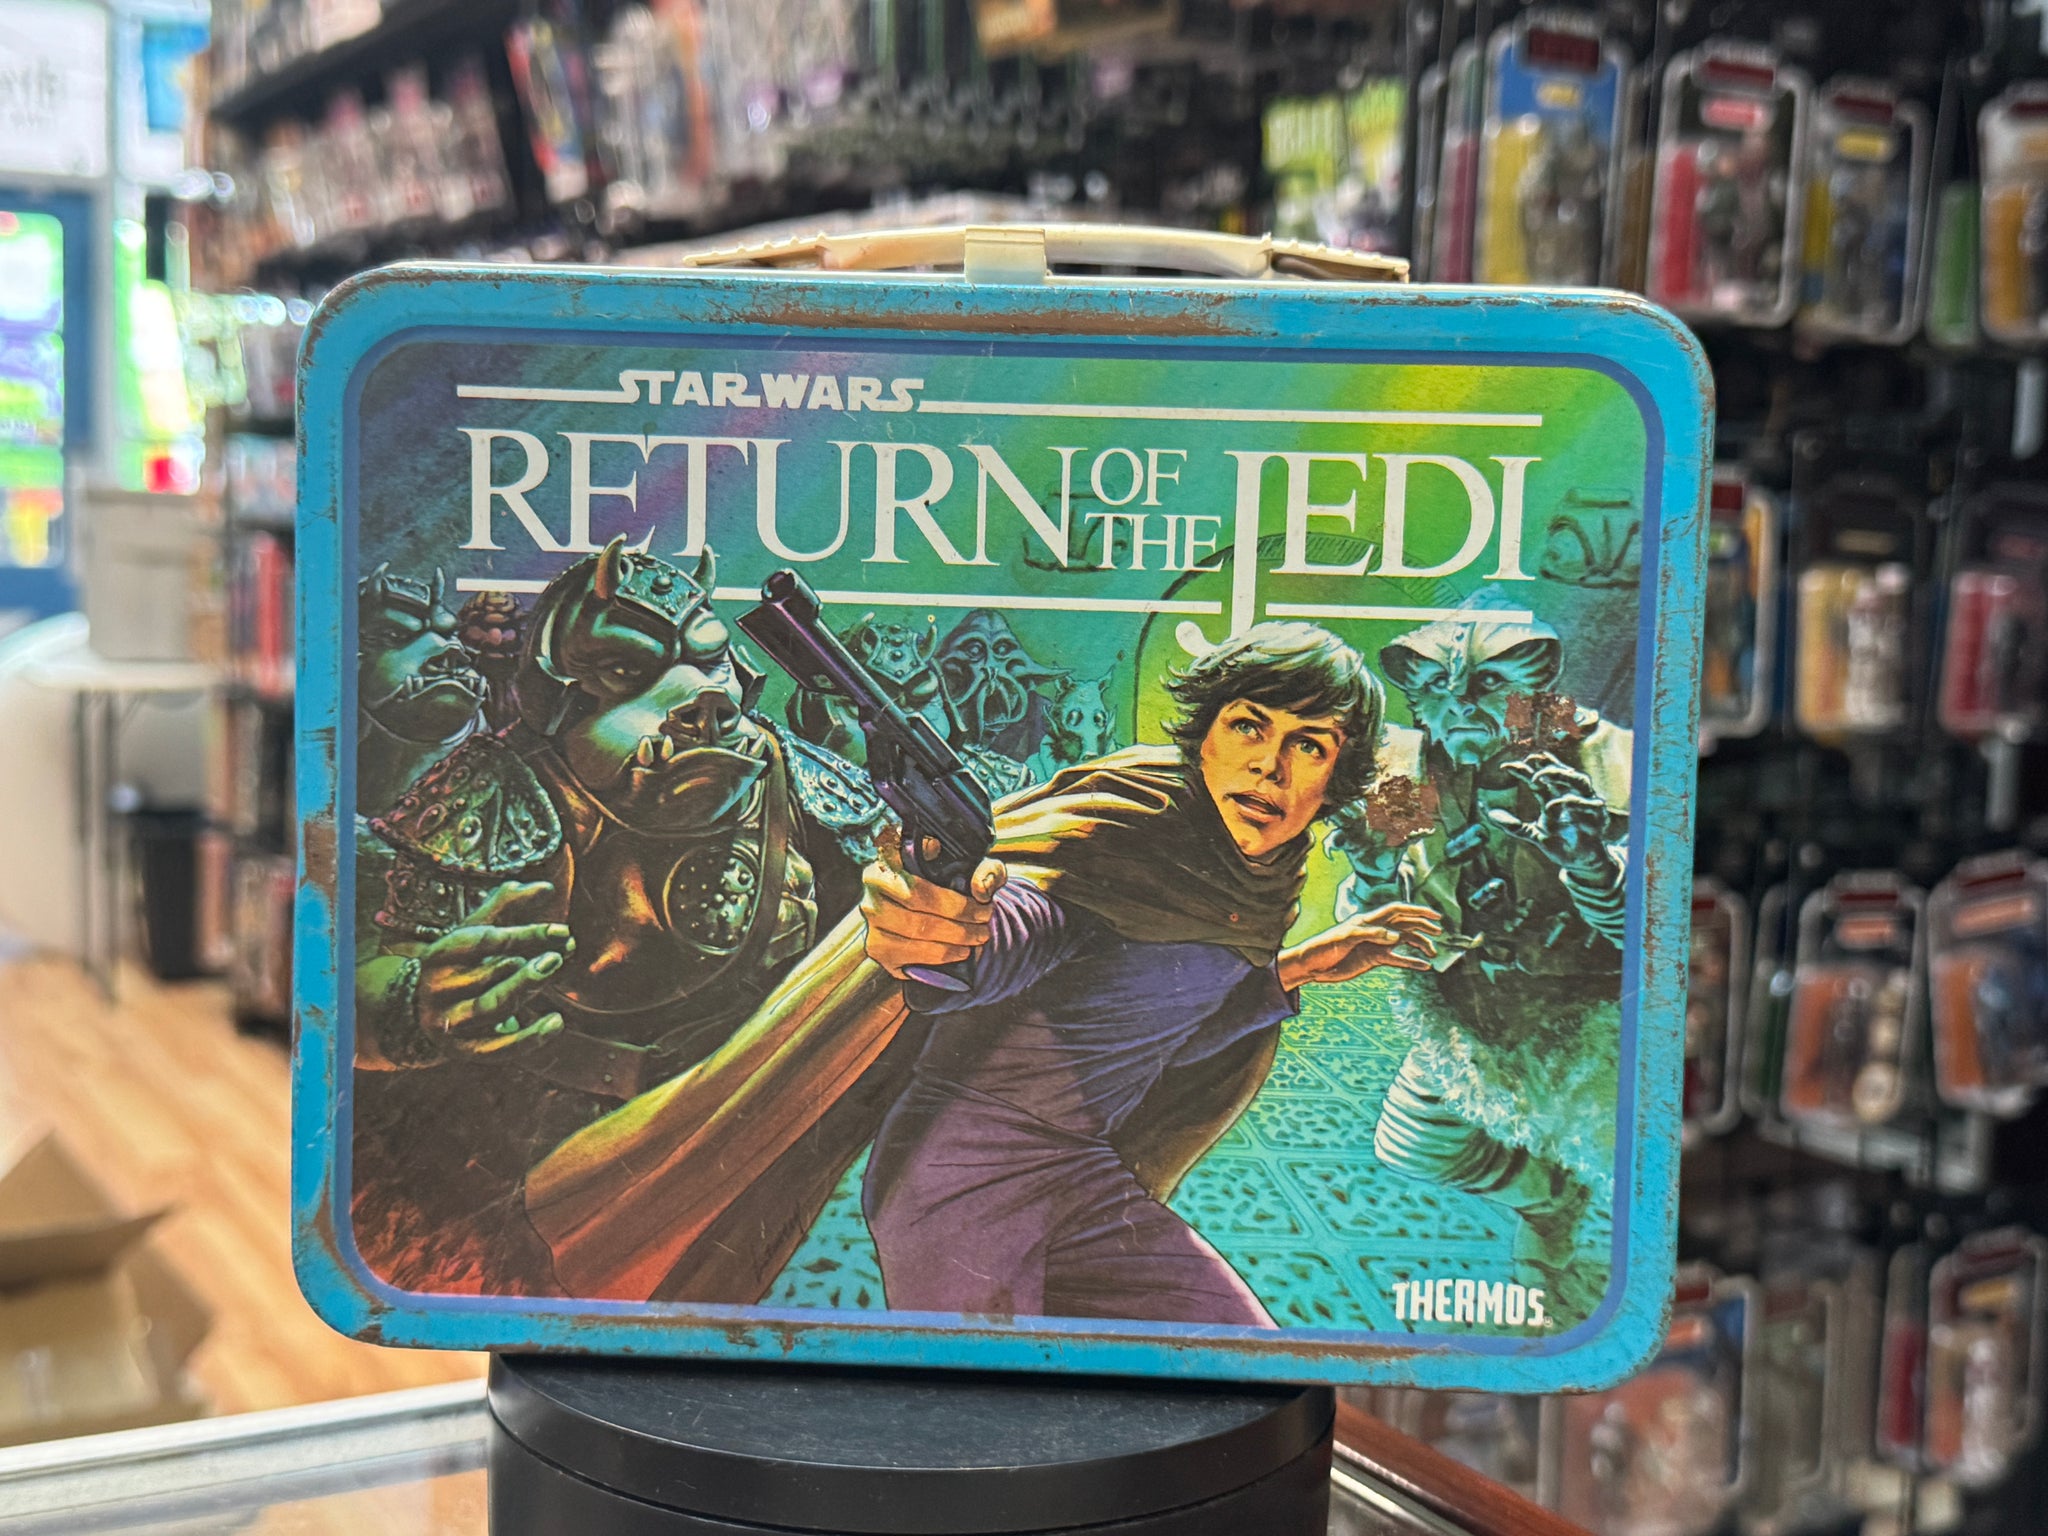 STAR WARS
RETURN OF THE JEDI
THERMOS®